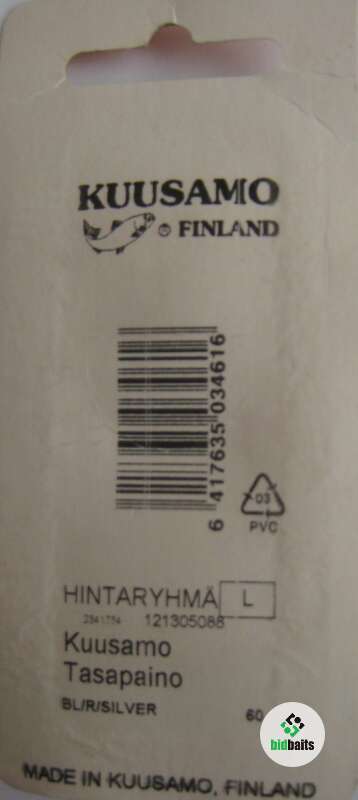 KUUSAMO
® FINLAND
6 417635 034616
03
PVC
HINTARYHMÄ L
2341754 121305088
Kuusamo
Tasapaino
BL/R/SILVER 60
bidbaits
MADE IN KUUSAMO, FINLAND